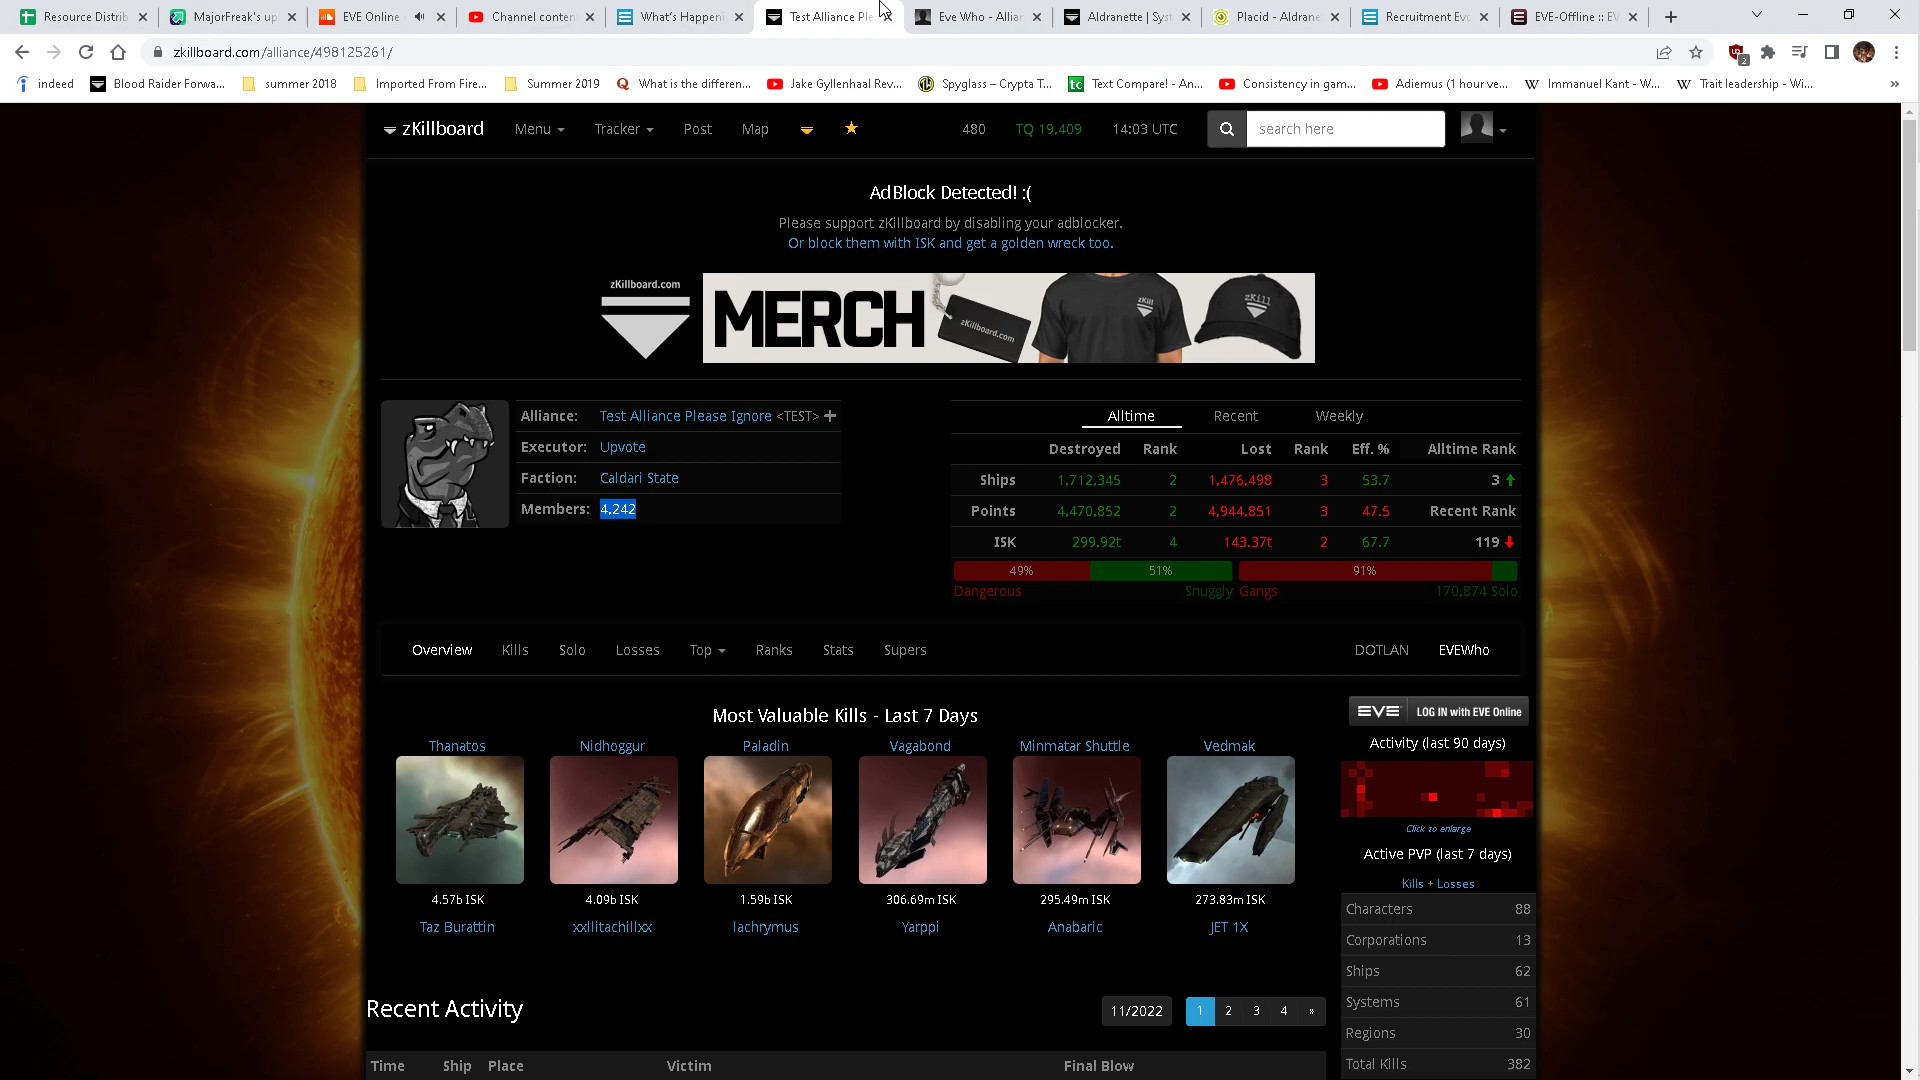 Resource Distrib
MajorFreak's up
EVE Online
Channel conten
What's Happeni
Test Alliance Ple
Eve Who - Allian
Aldranette | Syst
Placid - Aldrane
Recruitment Evo
EVE-Offline :: EV
zkillboard.com/alliance/498125261/
2
indeed
Blood Raider Forwa...
summer 2018
Imported From Fire...
Summer 2019
What is the differen...
Jake Gyllenhaal Rev...
Spyglass – Crypta T...
Text Compare! - An...
Consistency in gam...
Adiemus (1 hour ve...
Immanuel Kant - W...
Trait leadership - Wi...
»
zKillboard
Menu
Tracker
Post
Map
480
TQ 19,409
14:03 UTC
search here
AdBlock Detected! :(
Please support zKillboard by disabling your adblocker.
Or block them with ISK and get a golden wreck too.
zKillboard.com
MERCH
zKillboard.com
zKill
zKill
Alliance: Test Alliance Please Ignore <TEST>
Executor: Upvote
Faction: Caldari State
Members: 4,242
Alltime Recent Weekly
Destroyed Rank Lost Rank Eff. % Alltime Rank
Ships 1,712,345 2 1,476,498 3 53.7 3
Points 4,470,852 2 4,944,851 3 47.5 Recent Rank
ISK 299.92t 4 143.37t 2 67.7 119
49% 51% 91%
Dangerous Snuggly Gangs 170,874 Solo
Overview Kills Solo Losses Top Ranks Stats Supers DOTLAN EVEWho
Most Valuable Kills - Last 7 Days
Thanatos Nidhoggur Paladin Vagabond Minmatar Shuttle Vedmak
4.57b ISK 4.09b ISK 1.59b ISK 306.69m ISK 295.49m ISK 273.83m ISK
Taz Burattin xxllitachillxx lachrymus Yarppi Anabaric JET 1X
EVE LOG IN with EVE Online
Activity (last 90 days)
Click to enlarge
Active PVP (last 7 days)
Kills + Losses
Characters 88
Corporations 13
Ships 62
Systems 61
Regions 30
Total Kills 382
Recent Activity
11/2022
1 2 3 4 »
Time Ship Place Victim Final Blow